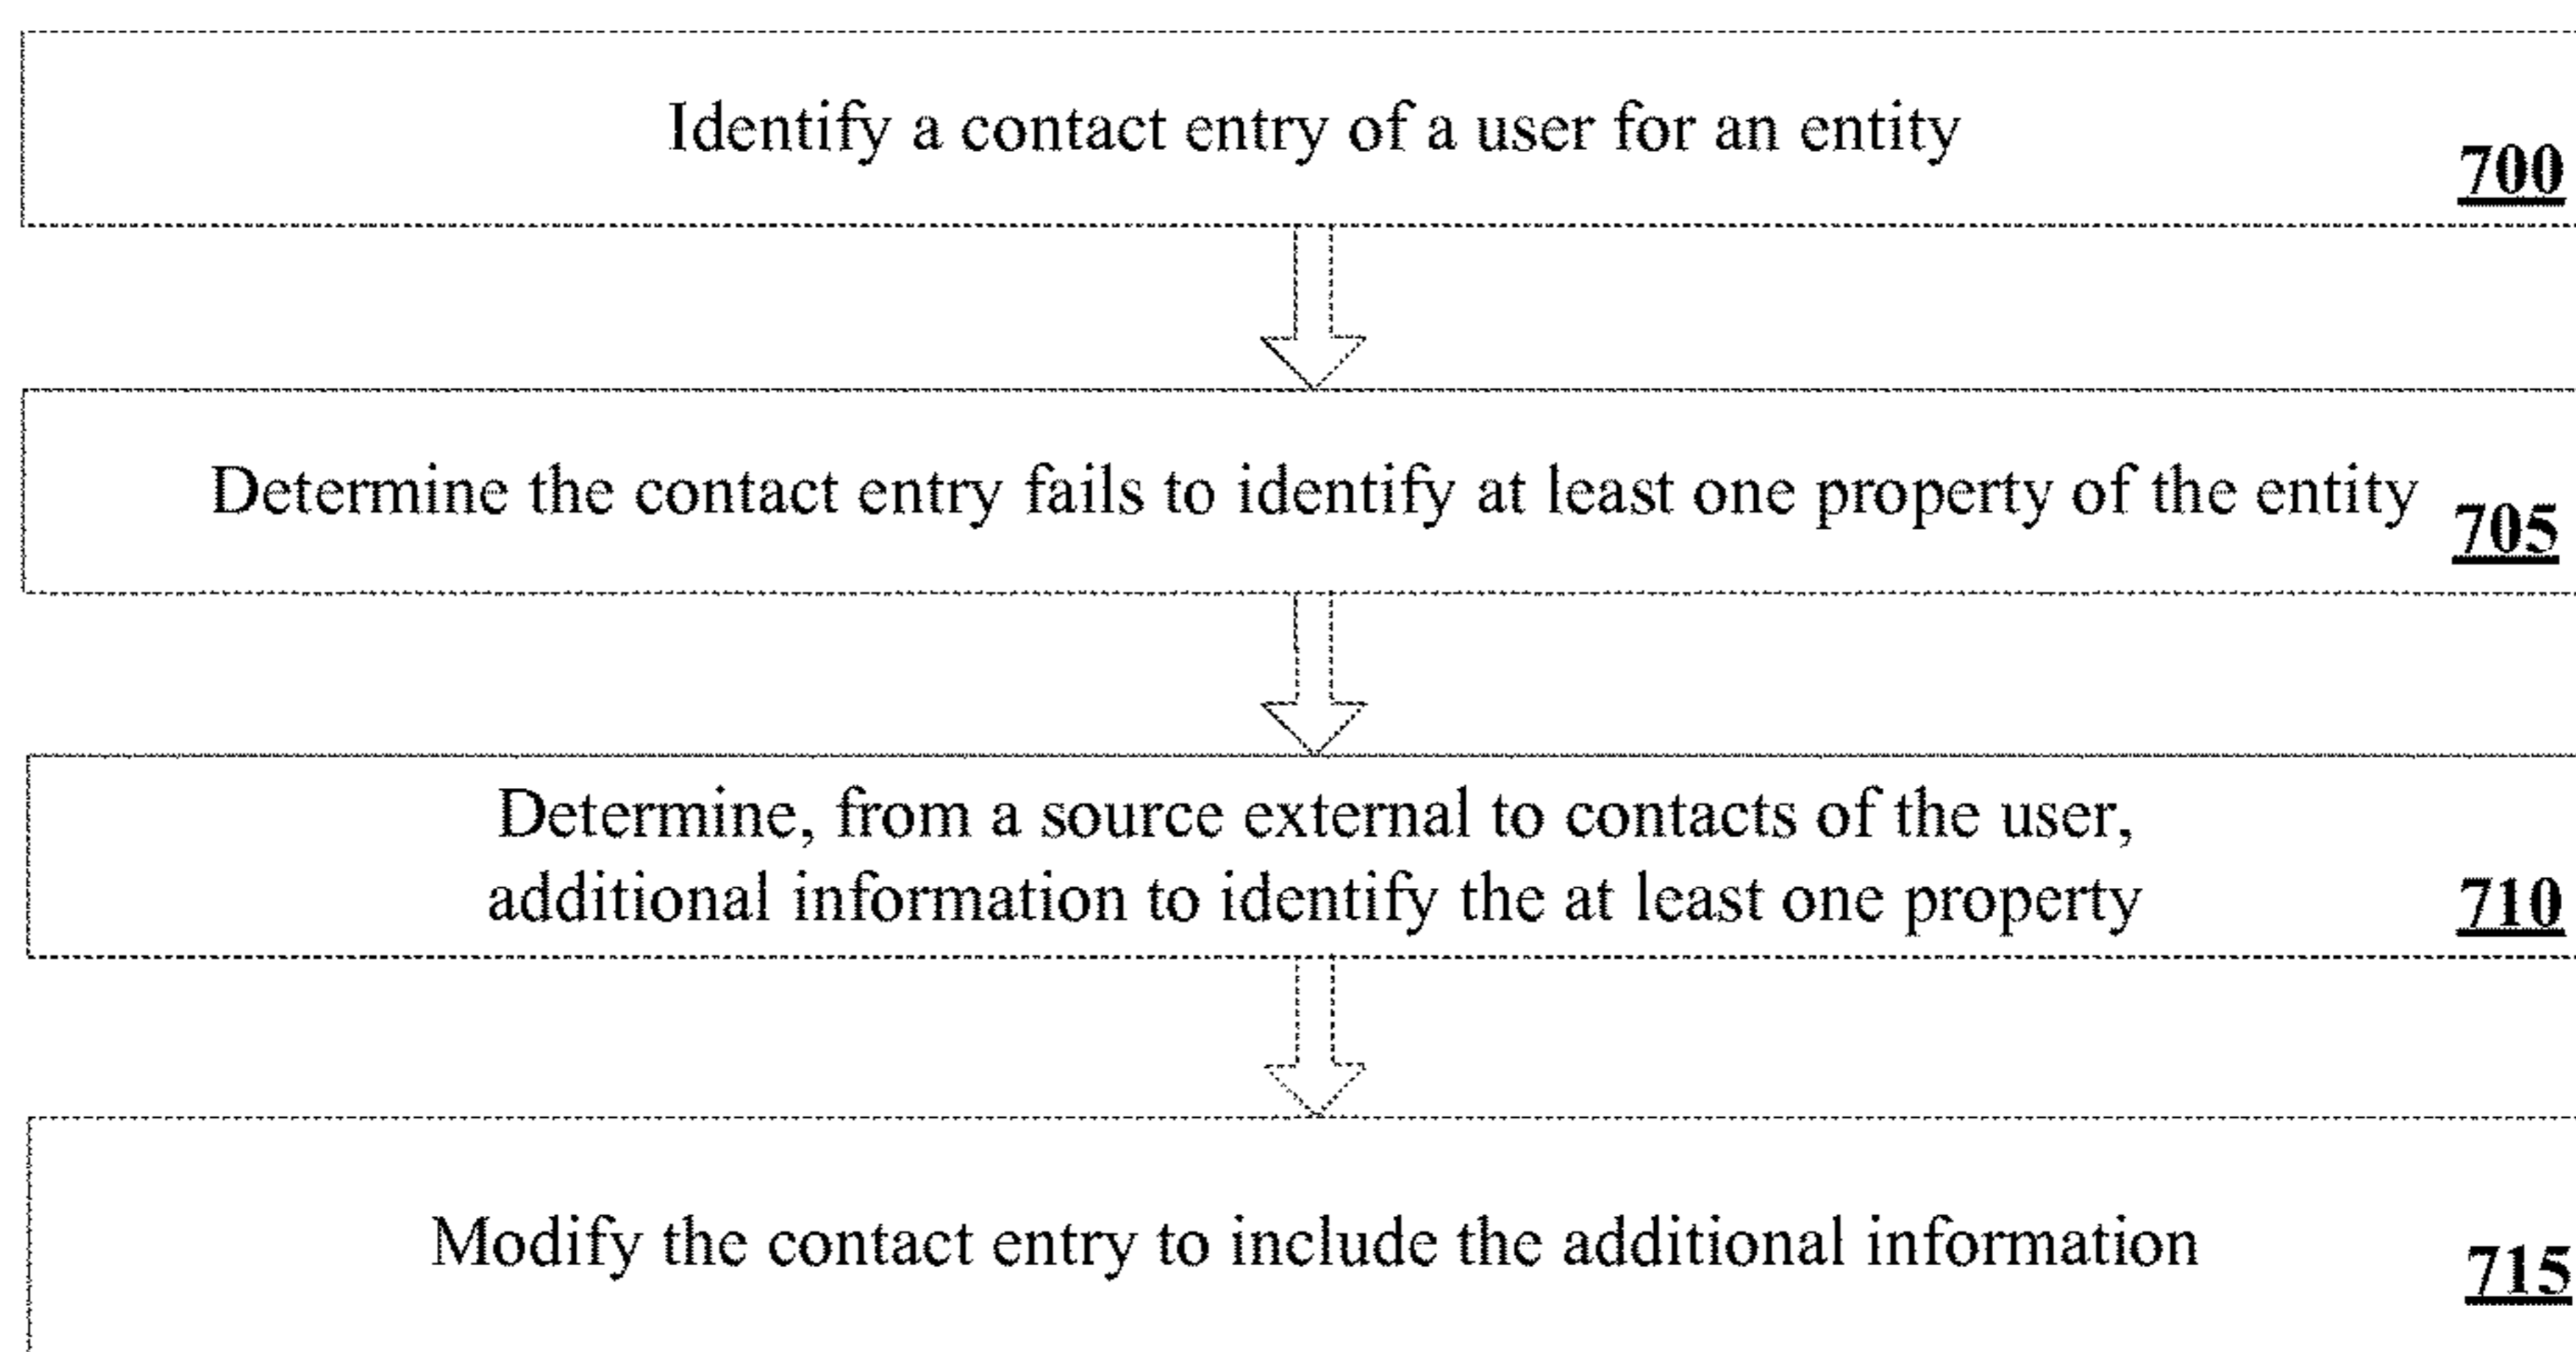 Identify a contact entry of a user for an entity
700
Determine the contact entry fails to identify at least one property of the entity
705
Determine, from a source external to contacts of the user,
additional information to identify the at least one property
710
Modify the contact entry to include the additional information
715